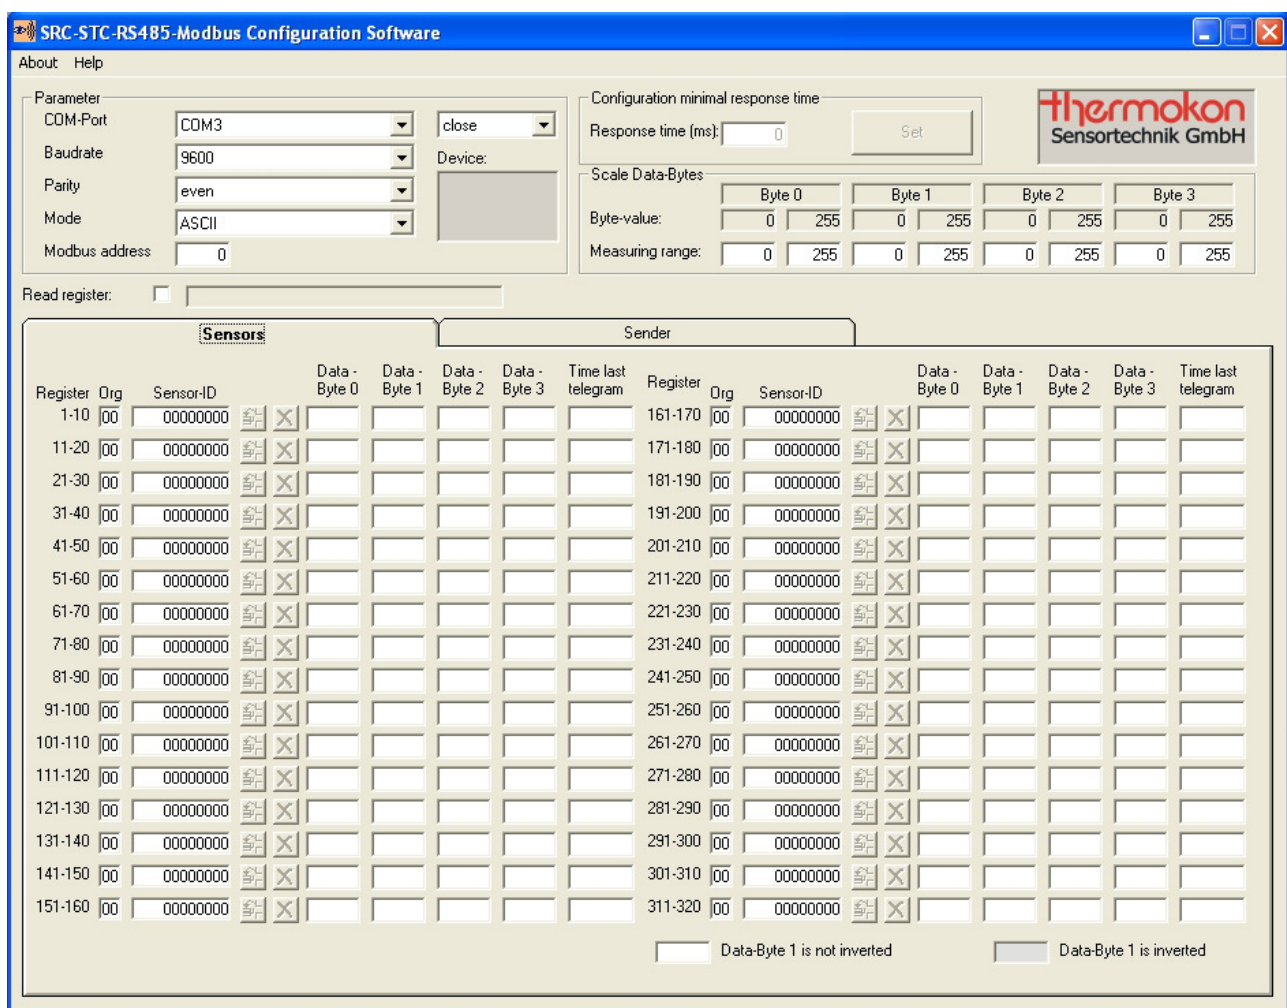 SRC-STC-RS485-Modbus Configuration Software
About Help
Parameter
COM-Port COM3 close
Baudrate 9600 Device:
Parity even
Mode ASCII
Modbus address 0
Configuration minimal response time
Response time (ms): 0 Set
thermokon
Sensortechnik GmbH
Scale Data-Bytes
Byte 0 Byte 1 Byte 2 Byte 3
Byte-value: 0 255 0 255 0 255 0 255
Measuring range: 0 255 0 255 0 255 0 255
Read register:
Sensors Sender
Register Org Sensor-ID Data - Byte 0 Data - Byte 1 Data - Byte 2 Data - Byte 3 Time last telegram Register Org Sensor-ID Data - Byte 0 Data - Byte 1 Data - Byte 2 Data - Byte 3 Time last telegram
1-10 00 00000000 161-170 00 00000000
11-20 00 00000000 171-180 00 00000000
21-30 00 00000000 181-190 00 00000000
31-40 00 00000000 191-200 00 00000000
41-50 00 00000000 201-210 00 00000000
51-60 00 00000000 211-220 00 00000000
61-70 00 00000000 221-230 00 00000000
71-80 00 00000000 231-240 00 00000000
81-90 00 00000000 241-250 00 00000000
91-100 00 00000000 251-260 00 00000000
101-110 00 00000000 261-270 00 00000000
111-120 00 00000000 271-280 00 00000000
121-130 00 00000000 281-290 00 00000000
131-140 00 00000000 291-300 00 00000000
141-150 00 00000000 301-310 00 00000000
151-160 00 00000000 311-320 00 00000000
Data-Byte 1 is not inverted Data-Byte 1 is inverted